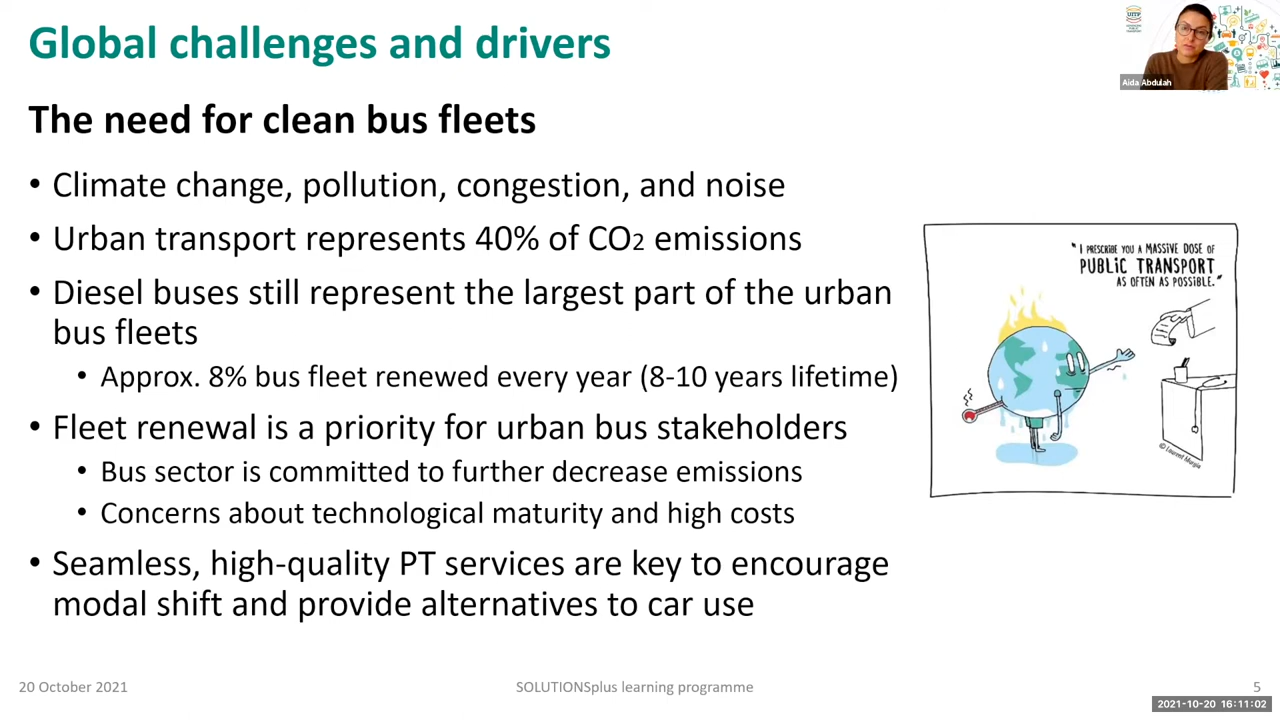 Global challenges and drivers
UITP
Aida Abdulah
The need for clean bus fleets
• Climate change, pollution, congestion, and noise
• Urban transport represents 40% of CO2 emissions
• Diesel buses still represent the largest part of the urban
bus fleets
• Approx. 8% bus fleet renewed every year (8-10 years lifetime)
• Fleet renewal is a priority for urban bus stakeholders
• Bus sector is committed to further decrease emissions
• Concerns about technological maturity and high costs
• Seamless, high-quality PT services are key to encourage
modal shift and provide alternatives to car use
"I PRESCRIBE YOU A MASSIVE DOSE OF
PUBLIC TRANSPORT
AS OFTEN AS POSSIBLE."
© Laurent
20 October 2021
SOLUTIONSplus learning programme
5
2021-10-20 16:11:02